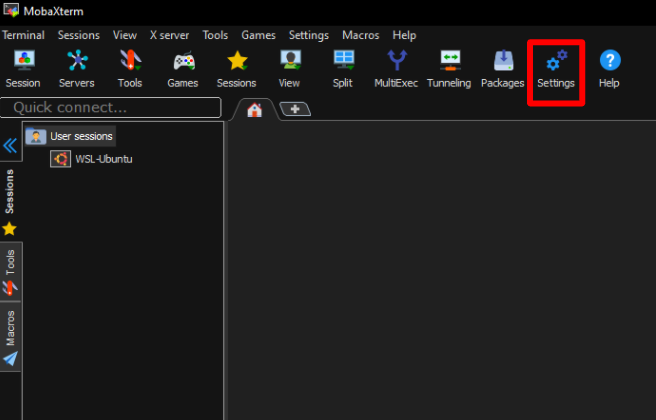 MobaXterm
Terminal Sessions View X server Tools Games Settings Macros Help
Session Servers Tools Games Sessions View Split MultiExec Tunneling Packages Settings Help
Quick connect...
User sessions
WSL-Ubuntu
Sessions
Tools
Macros